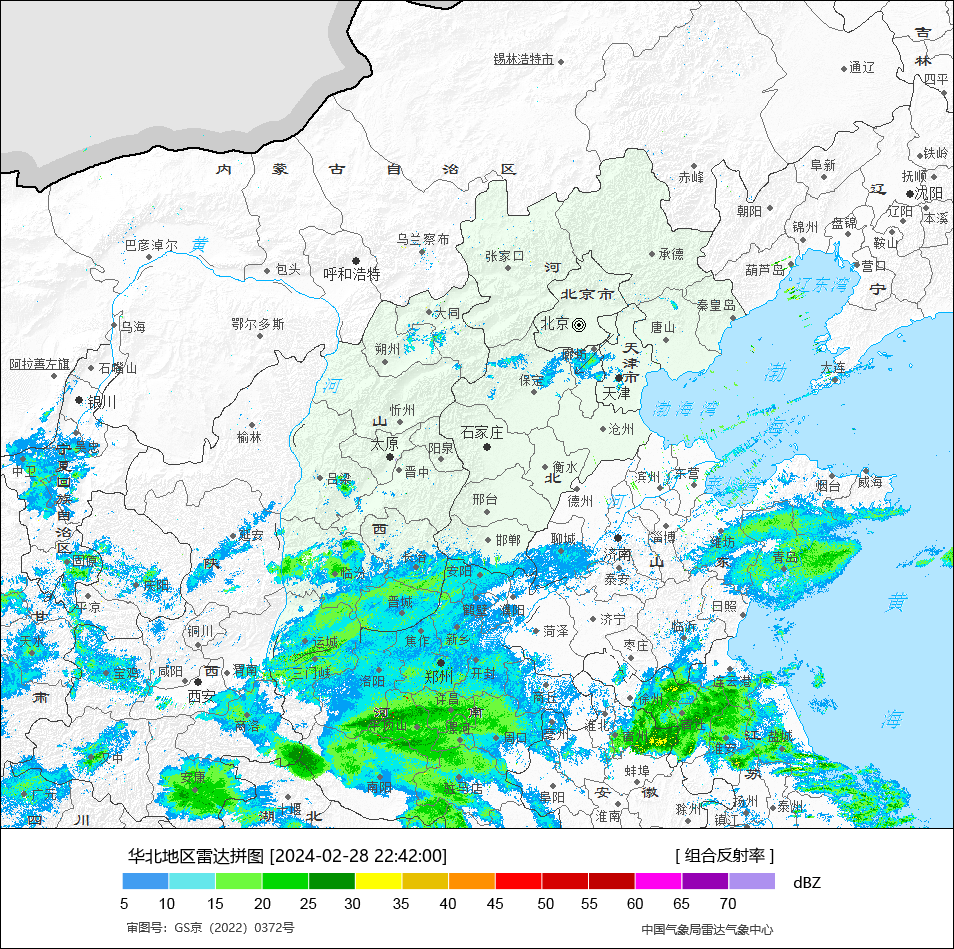 吉
锡林浩特市
林
通辽
四平
内 蒙 古 自 治 区
铁岭
阜新
赤峰
抚顺
辽
沈阳
朝阳
辽阳
本溪
锦州
盘锦
鞍山
巴彦淖尔
黄
乌兰察布
张家口
河
承德
包头
呼和浩特
葫芦岛
营口
辽东湾
宁
北京市
秦皇岛
大同
北京
唐山
乌海
鄂尔多斯
朔州
廊坊
天
津
市
阿拉善左旗
石嘴山
河
保定
天津
渤
大连
银川
忻州
渤海湾
山
沧州
石家庄
海
榆林
太原
阳泉
吴忠
宁
夏
回
族
自
治
区
中卫
晋中
衡水
北
吕梁
滨州
东营
烟台
威海
邢台
德州
河
西
延安
邯郸
聊城
济南
淄博
潍坊
固原
陕
临汾
长治
安阳
山
东
青岛
泰安
庆阳
平凉
晋城
鹤壁
濮阳
日照
黄
甘
铜川
运城
焦作
新乡
菏泽
济宁
临沂
天水
枣庄
宝鸡
咸阳
西
渭南
三门峡
洛阳
郑州
开封
连云港
肃
西安
商丘
徐州
海
商洛
河
南
许昌
平顶山
漯河
周口
亳州
淮北
宿州
宿迁
淮安
江
盐城
汉中
安康
南阳
驻马店
蚌埠
苏
广元
十堰
阜阳
安
徽
滁州
扬州
泰州
四
川
湖
北
淮南
镇江
华北地区雷达拼图 [2024-02-28 22:42:00]
[ 组合反射率 ]
dBZ
5 10 15 20 25 30 35 40 45 50 55 60 65 70
审图号：GS京（2022）0372号
中国气象局雷达气象中心